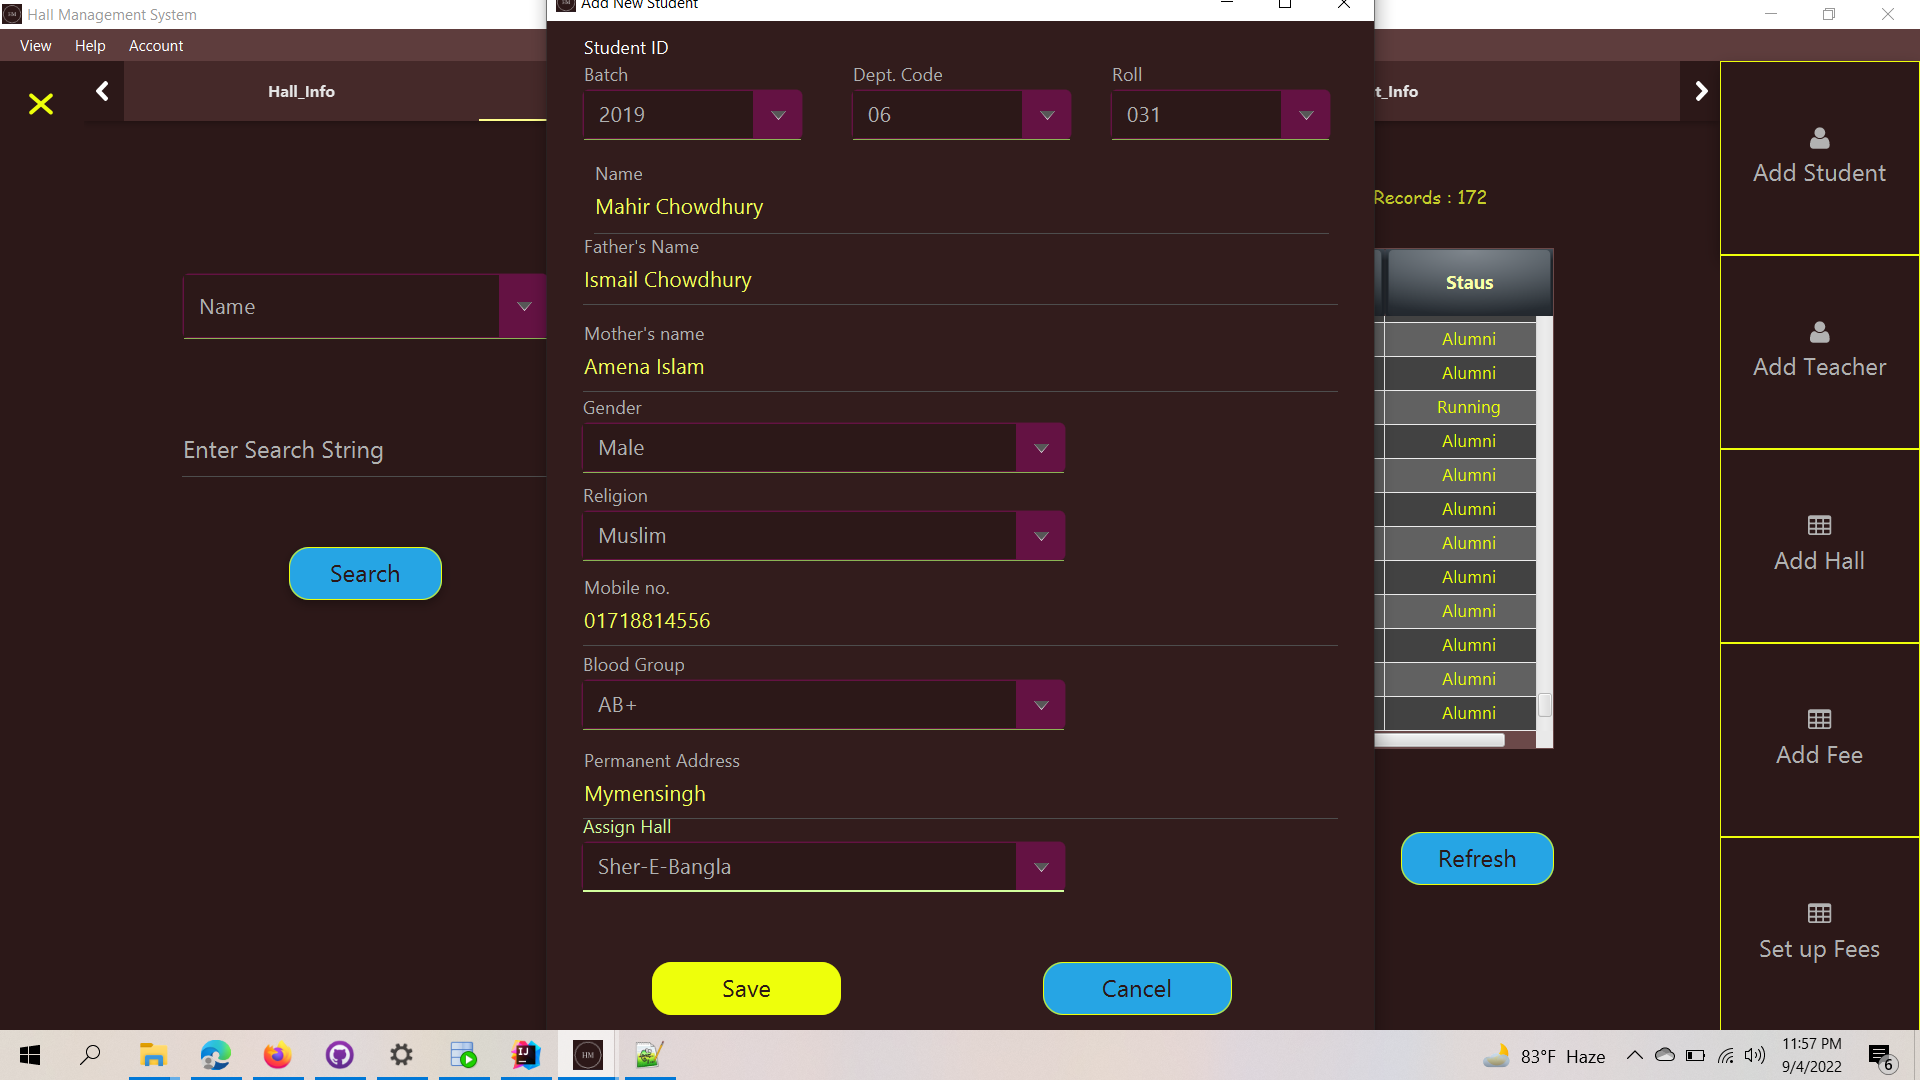 Hall Management System
Add New Student
View Help Account
Hall_Info
t_Info
Student ID
Batch Dept. Code Roll
2019 06 031
Name
Mahir Chowdhury
Father's Name
Ismail Chowdhury
Mother's name
Amena Islam
Gender
Male
Religion
Muslim
Mobile no.
01718814556
Blood Group
AB+
Permanent Address
Mymensingh
Assign Hall
Sher-E-Bangla
Save Cancel
Name
Enter Search String
Search
Records : 172
Staus
Alumni
Alumni
Running
Alumni
Alumni
Alumni
Alumni
Alumni
Alumni
Alumni
Alumni
Alumni
Refresh
Add Student
Add Teacher
Add Hall
Add Fee
Set up Fees
HM
83°F Haze
11:57 PM
9/4/2022
6